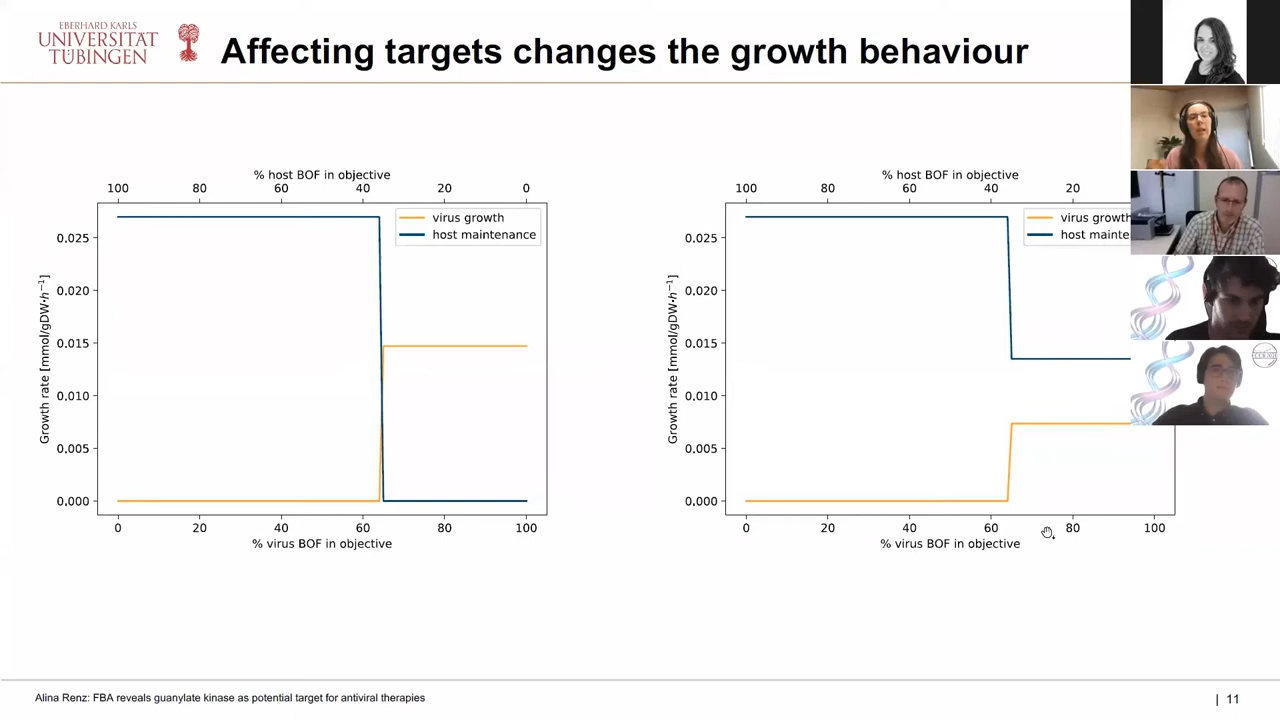 EBERHARD KARLS
UNIVERSITÄT
TÜBINGEN
Affecting targets changes the growth behaviour
% host BOF in objective
100 80 60 40 20 0
virus growth
host maintenance
0.025
0.020
0.015
0.010
0.005
0.000
Growth rate [mmol/gDW·h⁻¹]
0 20 40 60 80 100
% virus BOF in objective
% host BOF in objective
100 80 60 40 20
virus growth
host mainte
0.025
0.020
0.015
0.010
0.005
0.000
Growth rate [mmol/gDW·h⁻¹]
0 20 40 60 80 100
% virus BOF in objective
Alina Renz: FBA reveals guanylate kinase as potential target for antiviral therapies
| 11